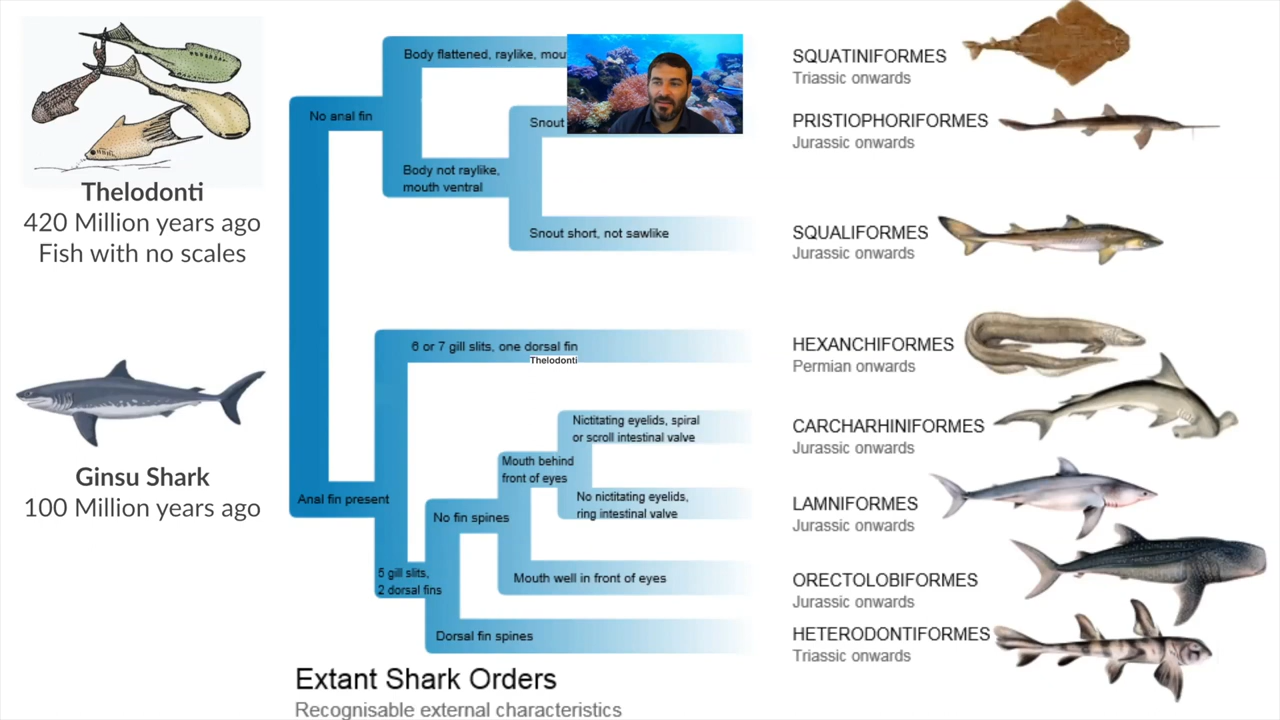 Thelodonti
420 Million years ago
Fish with no scales
Ginsu Shark
100 Million years ago
Body flattened, raylike,
No anal fin
Snout
Body not raylike,
mouth ventral
Snout short, not sawlike
6 or 7 gill slits, one dorsal fin
Thelodonti
Nictitating eyelids, spiral
or scroll intestinal valve
Mouth behind
front of eyes
No nictitating eyelids,
ring intestinal valve
Anal fin present
No fin spines
5 gill slits,
2 dorsal fins
Mouth well in front of eyes
Dorsal fin spines
SQUATINIFORMES
Triassic onwards
PRISTIOPHORIFORMES
Jurassic onwards
SQUALIFORMES
Jurassic onwards
HEXANCHIFORMES
Permian onwards
CARCHARHINIFORMES
Jurassic onwards
LAMNIFORMES
Jurassic onwards
ORECTOLOBIFORMES
Jurassic onwards
HETERODONTIFORMES
Triassic onwards
Extant Shark Orders
Recognisable external characteristics